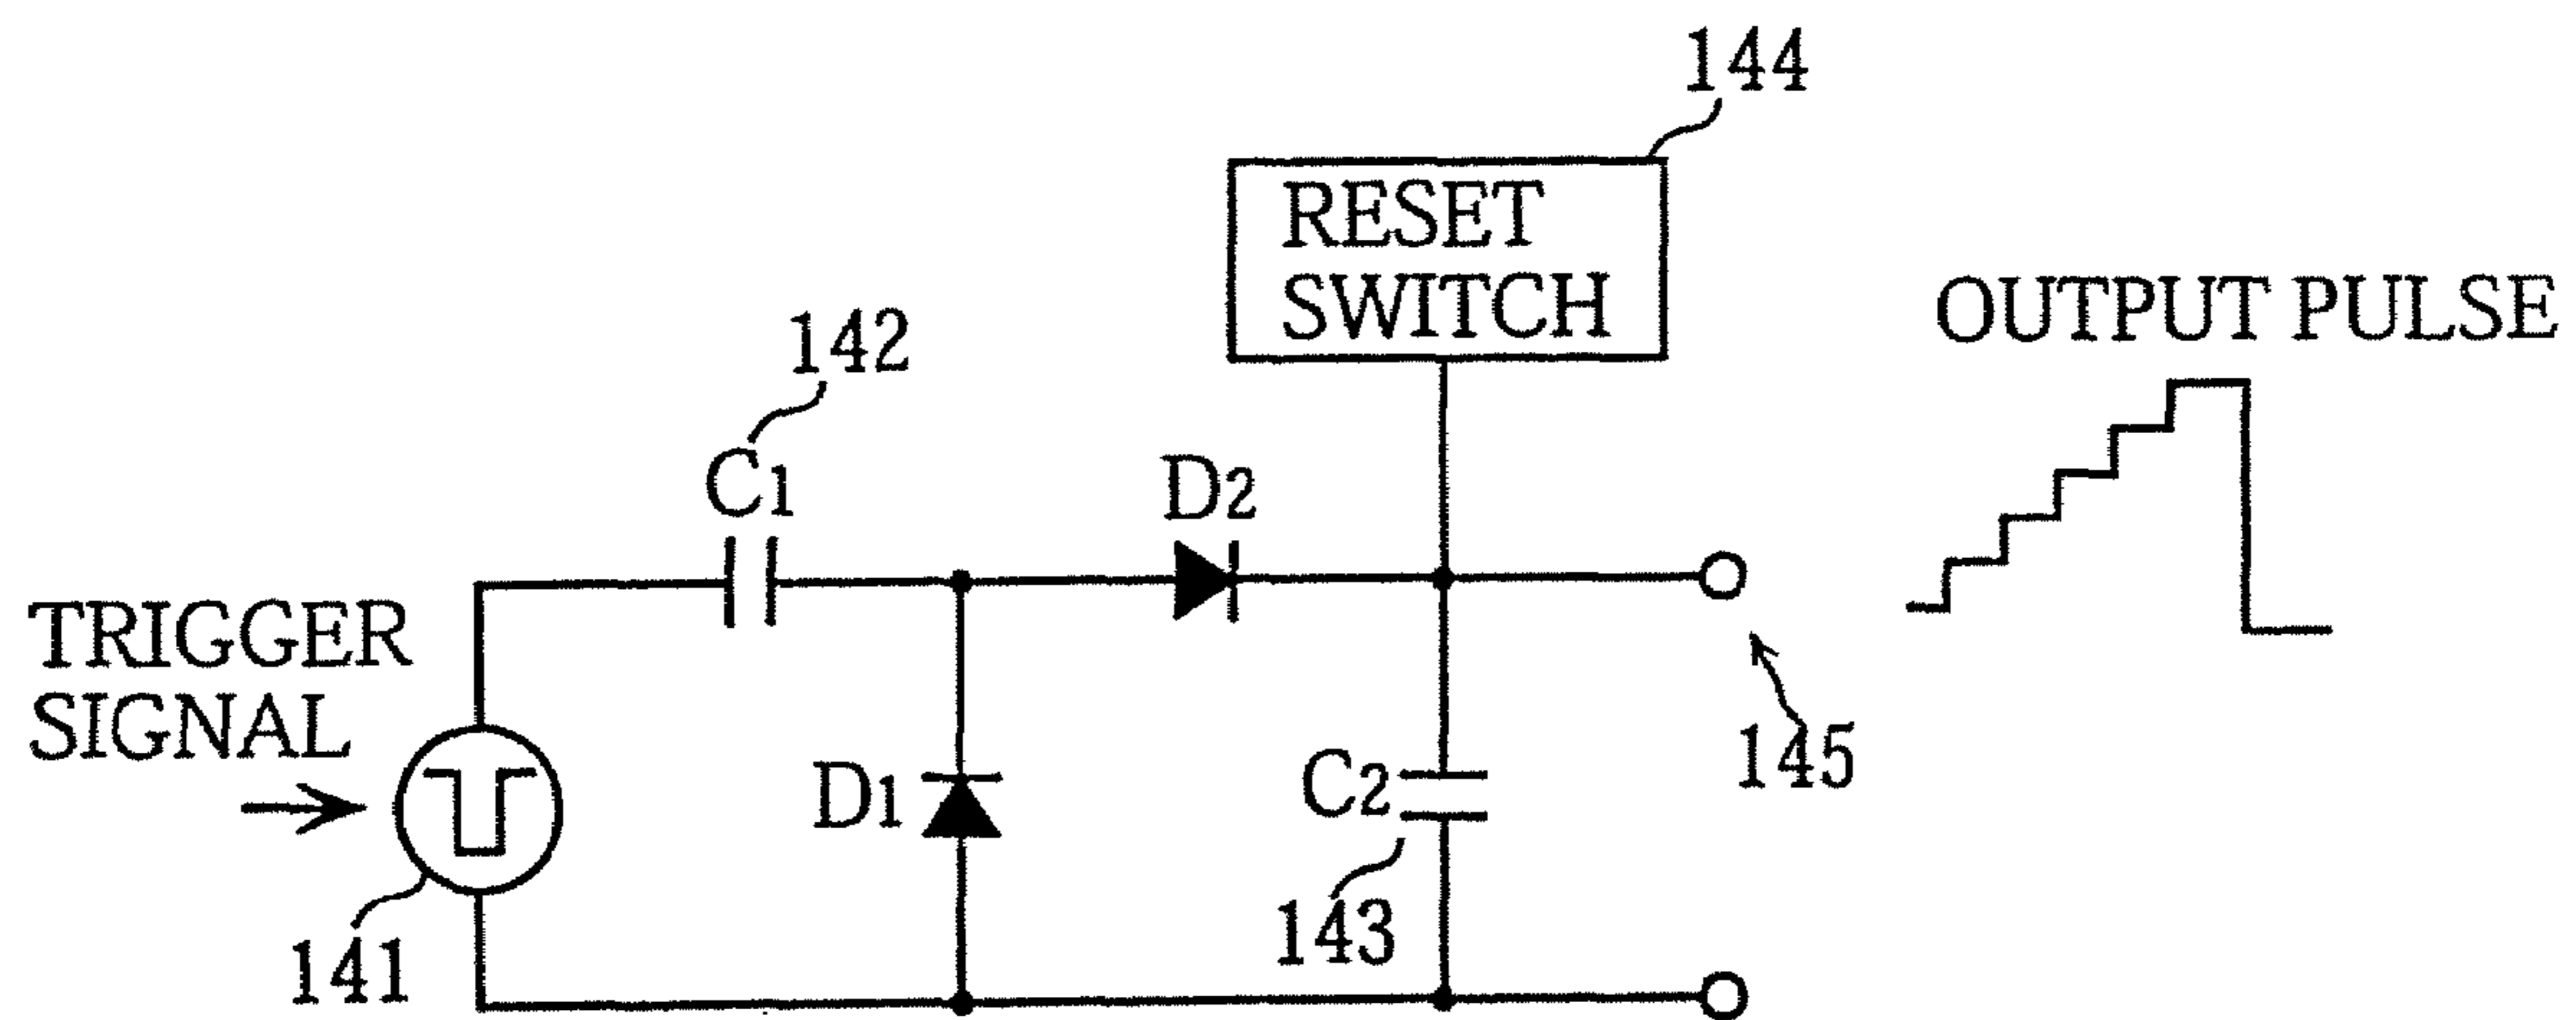 144
RESET
SWITCH
OUTPUT PULSE
142
C1
D2
TRIGGER
SIGNAL
D1
C2
145
143
141